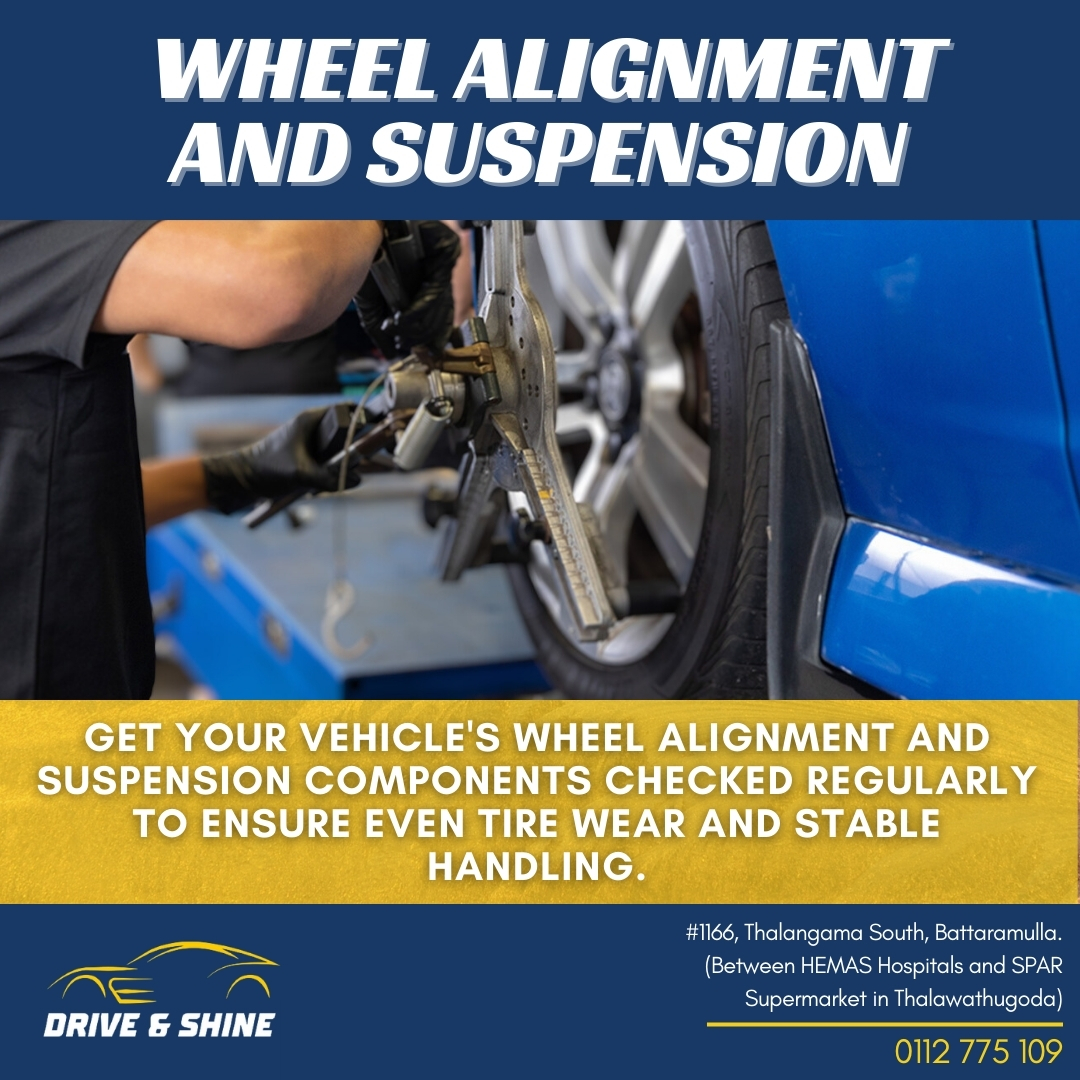 WHEEL ALIGNMENT
AND SUSPENSION
GET YOUR VEHICLE'S WHEEL ALIGNMENT AND
SUSPENSION COMPONENTS CHECKED REGULARLY
TO ENSURE EVEN TIRE WEAR AND STABLE
HANDLING.
DRIVE & SHINE
#1166, Thalangama South, Battaramulla.
(Between HEMAS Hospitals and SPAR
Supermarket in Thalawathugoda)
0112 775 109